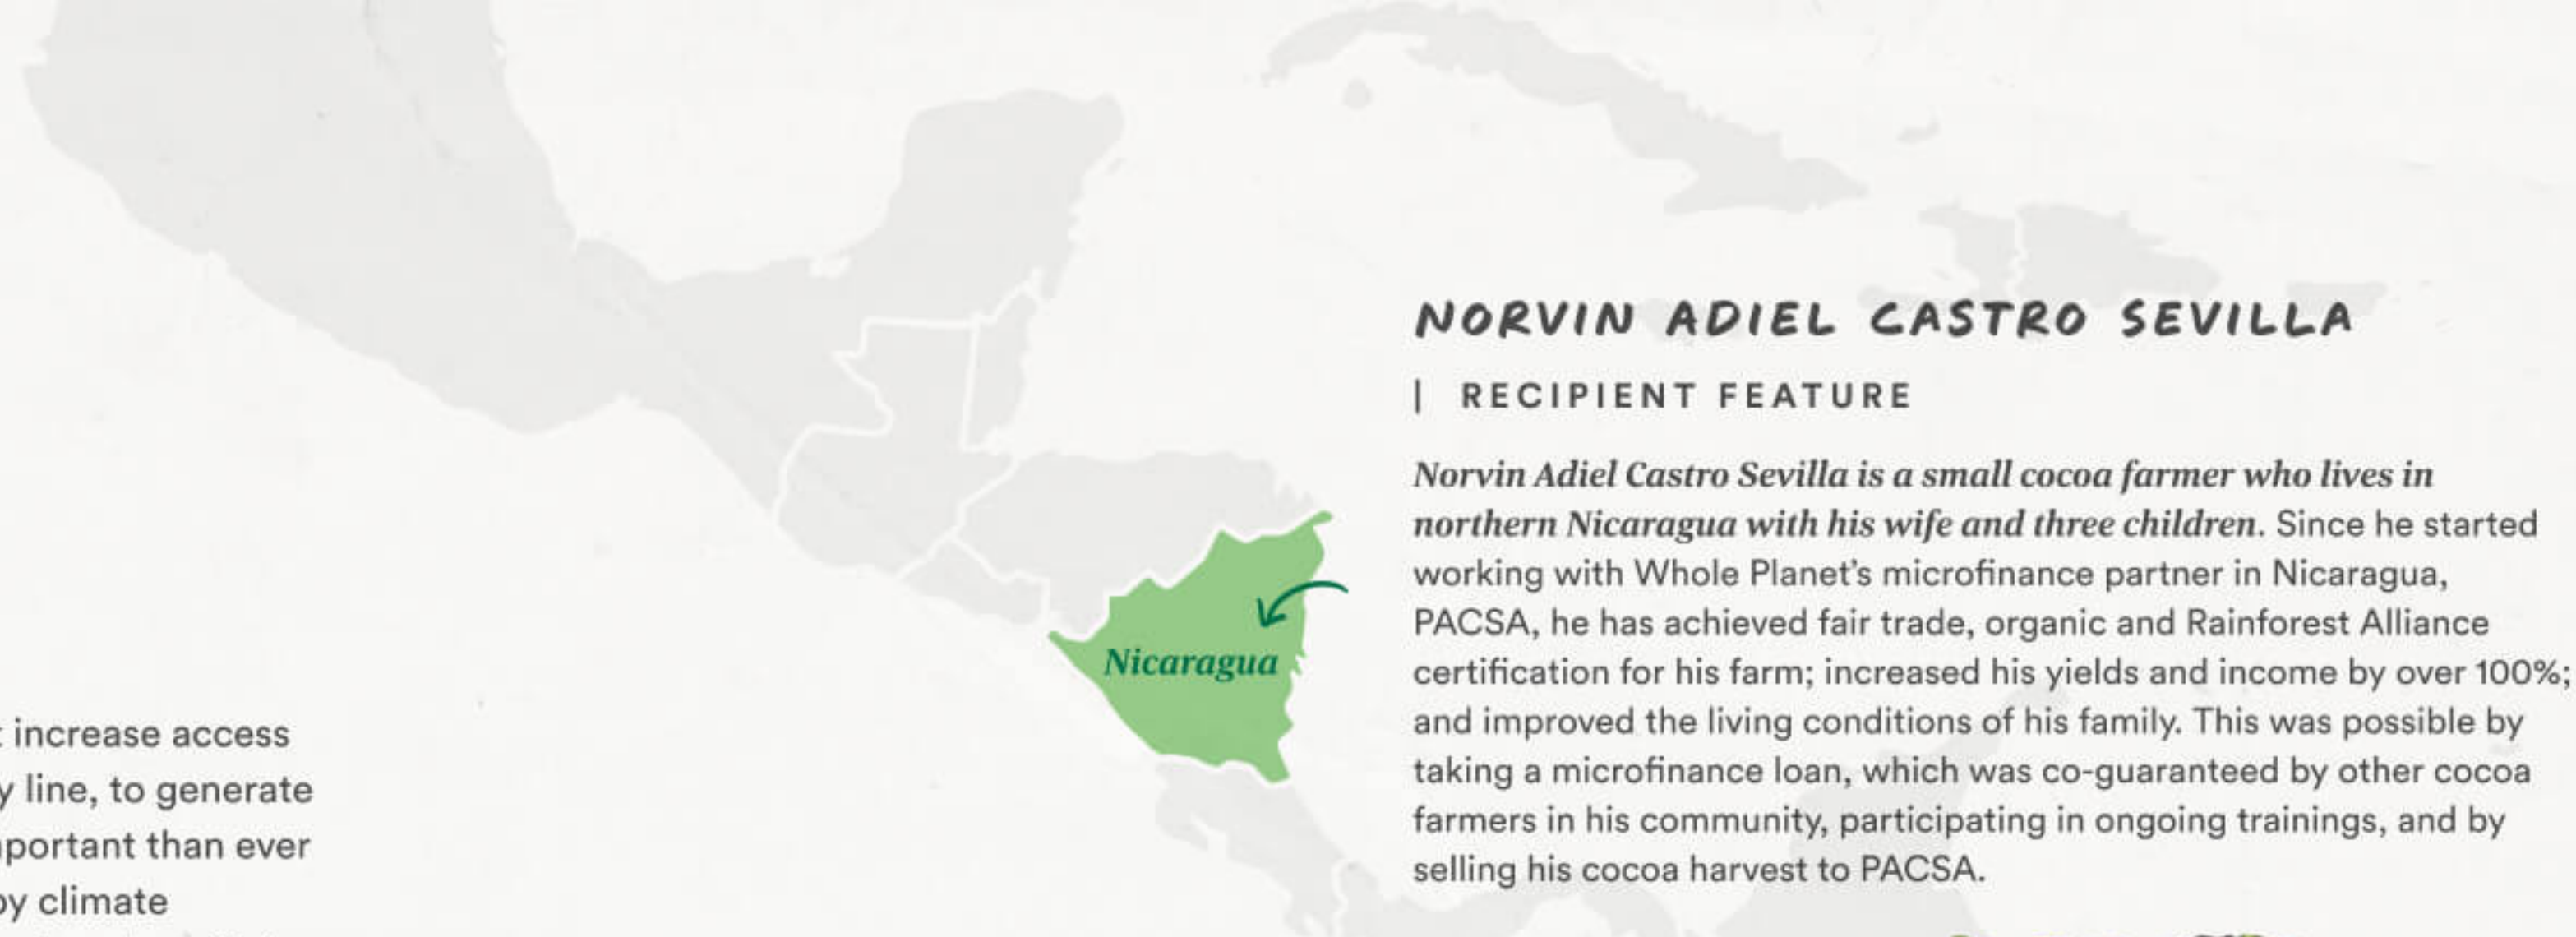 NORVIN ADIEL CASTRO SEVILLA
| RECIPIENT FEATURE
Norvin Adiel Castro Sevilla is a small cocoa farmer who lives in
northern Nicaragua with his wife and three children. Since he started
working with Whole Planet’s microfinance partner in Nicaragua,
PACSA, he has achieved fair trade, organic and Rainforest Alliance
certification for his farm; increased his yields and income by over 100%;
and improved the living conditions of his family. This was possible by
taking a microfinance loan, which was co-guaranteed by other cocoa
farmers in his community, participating in ongoing trainings, and by
selling his cocoa harvest to PACSA.
Nicaragua
increase access
line, to generate
than ever
by climate